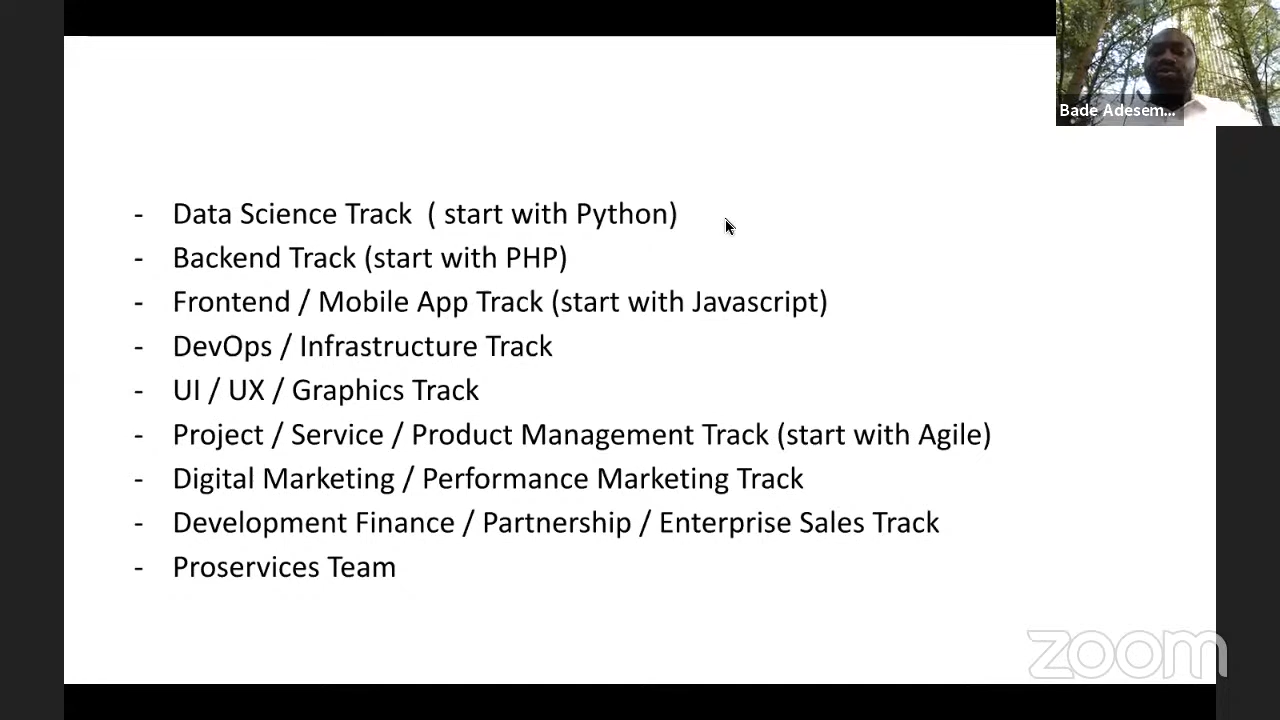 Bade Adesem...
- Data Science Track ( start with Python)
- Backend Track (start with PHP)
- Frontend / Mobile App Track (start with Javascript)
- DevOps / Infrastructure Track
- UI / UX / Graphics Track
- Project / Service / Product Management Track (start with Agile)
- Digital Marketing / Performance Marketing Track
- Development Finance / Partnership / Enterprise Sales Track
- Proservices Team
zoom